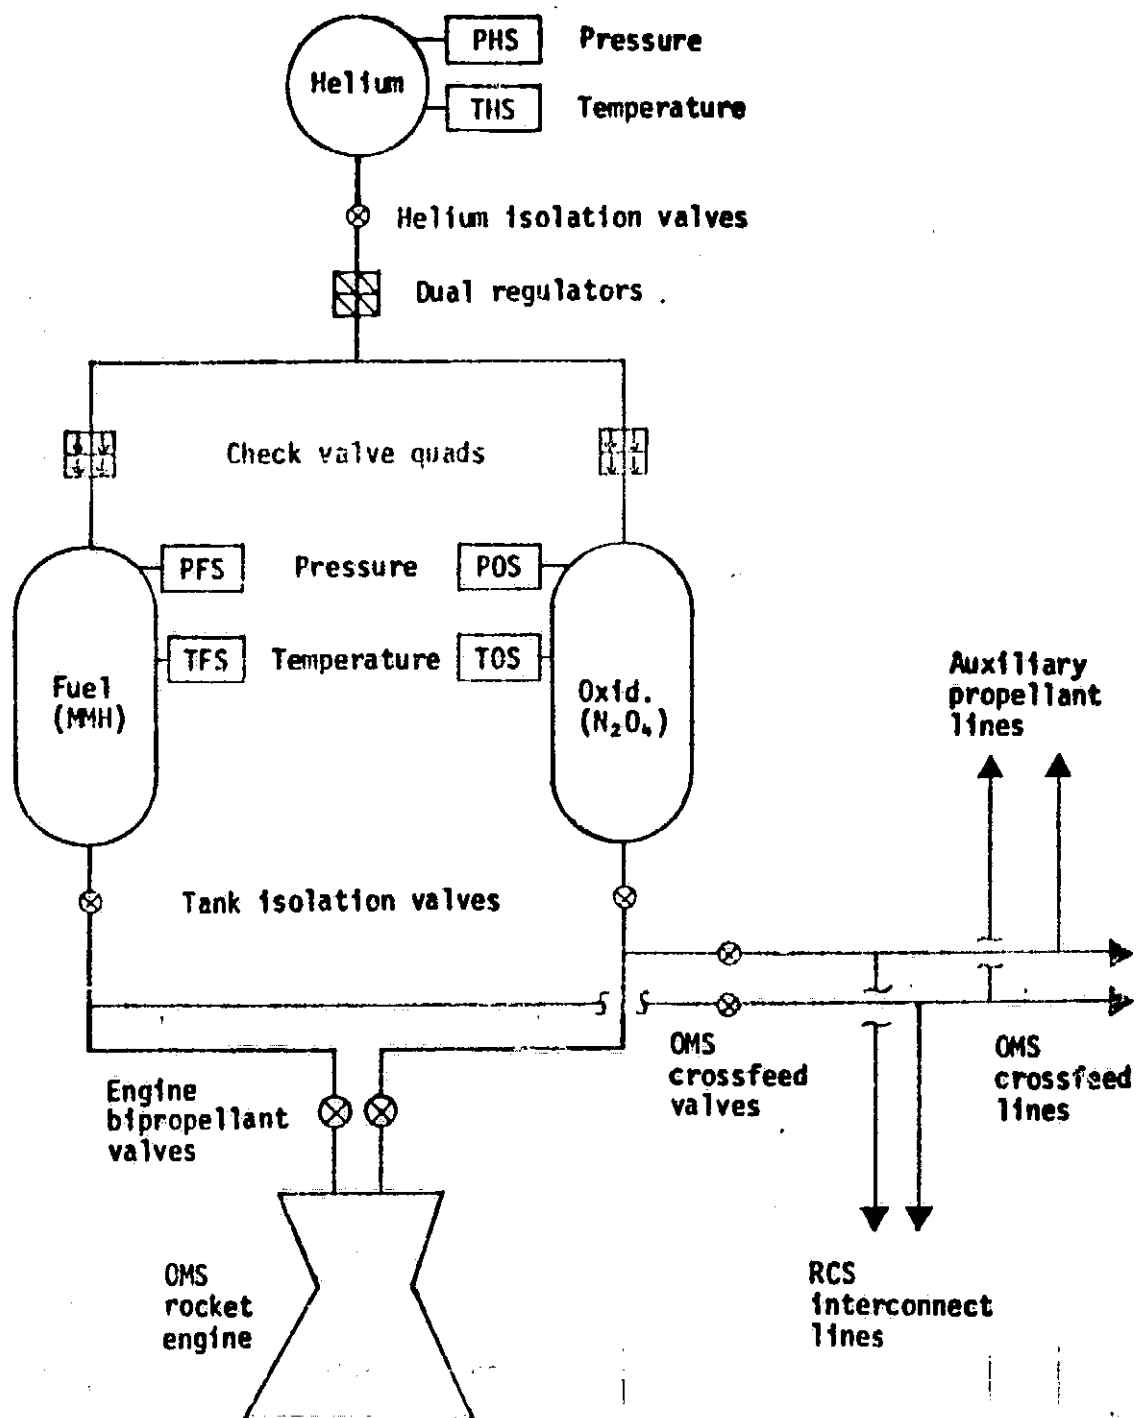 PHS Pressure
Helium
THS Temperature
Helium isolation valves
Dual regulators
Check valve quads
PFS Pressure POS
TFS Temperature TOS
Fuel
(MMH)
Oxid.
(N₂O₄)
Auxiliary
propellant
lines
Tank isolation valves
OMS
crossfeed
valves
OMS
crossfeed
lines
Engine
bipropellant
valves
OMS
rocket
engine
RCS
interconnect
lines